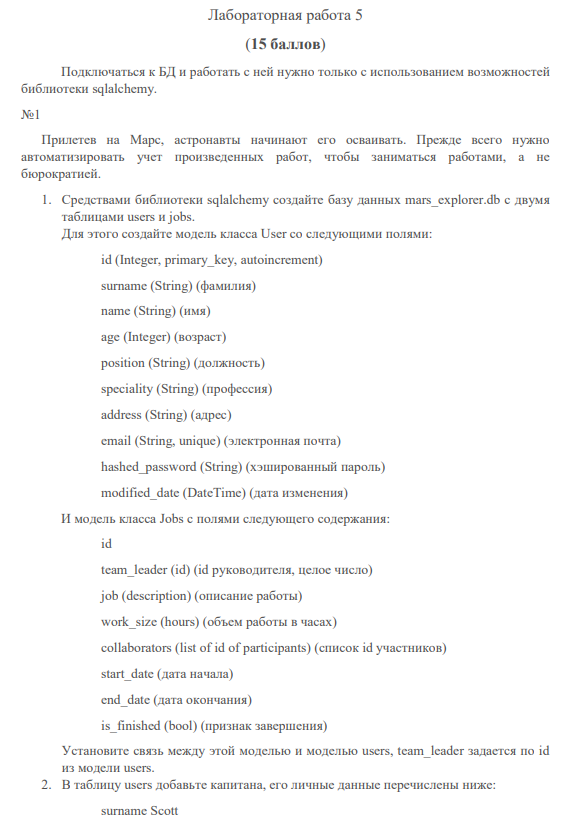 Лабораторная работа 5
(15 баллов)
Подключаться к БД и работать с ней нужно только с использованием возможностей
библиотеки sqlalchemy.
№1
Прилетев на Марс, астронавты начинают его осваивать. Прежде всего нужно
автоматизировать учет произведенных работ, чтобы заниматься работами, а не
бюрократией.
1. Средствами библиотеки sqlalchemy создайте базу данных mars_explorer.db с двумя
таблицами users и jobs.
Для этого создайте модель класса User со следующими полями:
id (Integer, primary_key, autoincrement)
surname (String) (фамилия)
name (String) (имя)
age (Integer) (возраст)
position (String) (должность)
speciality (String) (профессия)
address (String) (адрес)
email (String, unique) (электронная почта)
hashed_password (String) (хэшированный пароль)
modified_date (DateTime) (дата изменения)
И модель класса Jobs с полями следующего содержания:
id
team_leader (id) (id руководителя, целое число)
job (description) (описание работы)
work_size (hours) (объем работы в часах)
collaborators (list of id of participants) (список id участников)
start_date (дата начала)
end_date (дата окончания)
is_finished (bool) (признак завершения)
Установите связь между этой моделью и моделью users, team_leader задается по id
из модели users.
2. В таблицу users добавьте капитана, его личные данные перечислены ниже:
surname Scott